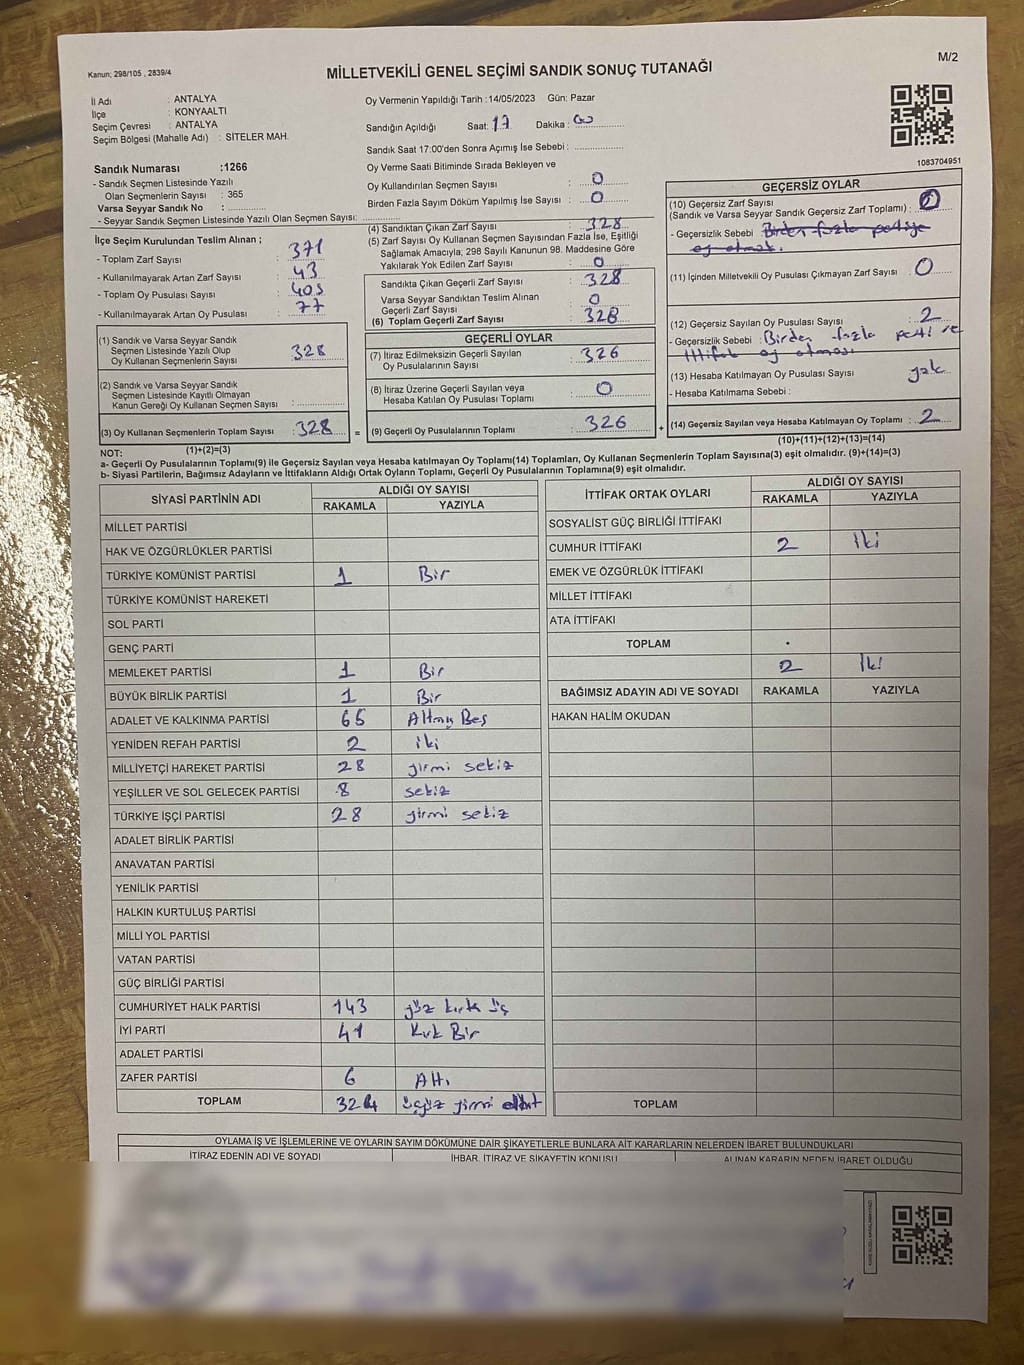 Kanun; 298/105 , 2839/4
MİLLETVEKİLİ GENEL SEÇİMİ SANDIK SONUÇ TUTANAĞI
M/2
İl Adı : ANTALYA
İlçe : KONYAALTI
Seçim Çevresi : ANTALYA
Seçim Bölgesi (Mahalle Adı) : SİTELER MAH.
Oy Vermenin Yapıldığı Tarih :14/05/2023 Gün: Pazar
Sandığın Açıldığı Saat: 17 Dakika : 00
Sandık Saat 17:00'den Sonra Açımış İse Sebebi :
1083704951
Sandık Numarası :1266
- Sandık Seçmen Listesinde Yazılı
Olan Seçmenlerin Sayısı : 365
Varsa Seyyar Sandık No :
- Seyyar Sandık Seçmen Listesinde Yazılı Olan Seçmen Sayısı:
Oy Verme Saati Bitiminde Sırada Bekleyen ve
Oy Kullandırılan Seçmen Sayısı : 0
Birden Fazla Sayım Döküm Yapılmış İse Sayısı : 0
İlçe Seçim Kurulundan Teslim Alınan ;
- Toplam Zarf Sayısı : 371
- Kullanılmayarak Artan Zarf Sayısı : 43
- Toplam Oy Pusulası Sayısı : 405
- Kullanılmayarak Artan Oy Pusulası : 77
(4) Sandıktan Çıkan Zarf Sayısı : 328
(5) Zarf Sayısı Oy Kullanan Seçmen Sayısından Fazla İse, Eşitliği
Sağlamak Amacıyla, 298 Sayılı Kanunun 98. Maddesine Göre
Yakılarak Yok Edilen Zarf Sayısı : 0
Sandıkta Çıkan Geçerli Zarf Sayısı : 328
Varsa Seyyar Sandıktan Teslim Alınan
Geçerli Zarf Sayısı : 0
(6) Toplam Geçerli Zarf Sayısı : 328
GEÇERSİZ OYLAR
(10) Geçersiz Zarf Sayısı
(Sandık ve Varsa Seyyar Sandık Geçersiz Zarf Toplamı) : 0
- Geçersizlik Sebebi : Birden fazla partiye
oy atmak.
(11) İçinden Milletvekili Oy Pusulası Çıkmayan Zarf Sayısı : 0
(12) Geçersiz Sayılan Oy Pusulası Sayısı : 2
- Geçersizlik Sebebi : Birden fazla parti ve
ittifak oy atması
(13) Hesaba Katılmayan Oy Pusulası Sayısı : yok
- Hesaba Katılmama Sebebi :
(14) Geçersiz Sayılan veya Hesaba Katılmayan Oy Toplamı : 2
(10)+(11)+(12)+(13)=(14)
(1) Sandık ve Varsa Seyyar Sandık
Seçmen Listesinde Yazılı Olup
Oy Kullanan Seçmenlerin Sayısı : 328
(2) Sandık ve Varsa Seyyar Sandık
Seçmen Listesinde Kayıtlı Olmayan
Kanun Gereği Oy Kullanan Seçmen Sayısı :
(3) Oy Kullanan Seçmenlerin Toplam Sayısı : 328 =
(1)+(2)=(3)
GEÇERLİ OYLAR
(7) İtiraz Edilmeksizin Geçerli Sayılan
Oy Pusulalarının Sayısı : 326
(8) İtiraz Üzerine Geçerli Sayılan veya
Hesaba Katılan Oy Pusulası Toplamı : 0
(9) Geçerli Oy Pusulalarının Toplamı : 326 +
NOT:
a- Geçerli Oy Pusulalarının Toplamı(9) ile Geçersiz Sayılan veya Hesaba Katılmayan Oy Toplamı(14) Toplamları, Oy Kullanan Seçmenlerin Toplam Sayısına(3) eşit olmalıdır. (9)+(14)=(3)
b- Siyasi Partilerin, Bağımsız Adayların ve İttifakların Aldığı Ortak Oyların Toplamı, Geçerli Oy Pusulalarının Toplamına(9) eşit olmalıdır.
SİYASİ PARTİNİN ADI ALDIĞI OY SAYISI
RAKAMLA YAZIYLA
MİLLET PARTİSİ
HAK VE ÖZGÜRLÜKLER PARTİSİ
TÜRKİYE KOMÜNİST PARTİSİ 1 Bir
TÜRKİYE KOMÜNİST HAREKETİ
SOL PARTİ
GENÇ PARTİ
MEMLEKET PARTİSİ 1 Bir
BÜYÜK BİRLİK PARTİSİ 1 Bir
ADALET VE KALKINMA PARTİSİ 65 Altmış Beş
YENİDEN REFAH PARTİSİ 2 iki
MİLLİYETÇİ HAREKET PARTİSİ 28 yirmi sekiz
YEŞİLLER VE SOL GELECEK PARTİSİ 8 sekiz
TÜRKİYE İŞÇİ PARTİSİ 28 yirmi sekiz
ADALET BİRLİK PARTİSİ
ANAVATAN PARTİSİ
YENİLİK PARTİSİ
HALKIN KURTULUŞ PARTİSİ
MİLLİ YOL PARTİSİ
VATAN PARTİSİ
GÜÇ BİRLİĞİ PARTİSİ
CUMHURİYET HALK PARTİSİ 143 yüz kırk üç
İYİ PARTİ 41 Kırk Bir
ADALET PARTİSİ
ZAFER PARTİSİ 6 Altı
TOPLAM 324 üçyüz yirmi
İTTİFAK ORTAK OYLARI ALDIĞI OY SAYISI
RAKAMLA YAZIYLA
SOSYALİST GÜÇ BİRLİĞİ İTTİFAKI
CUMHUR İTTİFAKI 2 İki
EMEK VE ÖZGÜRLÜK İTTİFAKI
MİLLET İTTİFAKI
ATA İTTİFAKI
TOPLAM
2 İki
BAĞIMSIZ ADAYIN ADI VE SOYADI RAKAMLA YAZIYLA
HAKAN HALİM OKUDAN
TOPLAM
OYLAMA İŞ VE İŞLEMLERİNE VE OYLARIN SAYIM DÖKÜMÜNE DAİR ŞİKAYETLERLE BUNLARA AİT KARARLARIN NELERDEN İBARET BULUNDUKLARI
İTİRAZ EDENİN ADI VE SOYADI İHBAR, İTİRAZ VE ŞİKAYETİN KONUSU ALINAN KARARIN NEDEN İBARET OLDUĞU